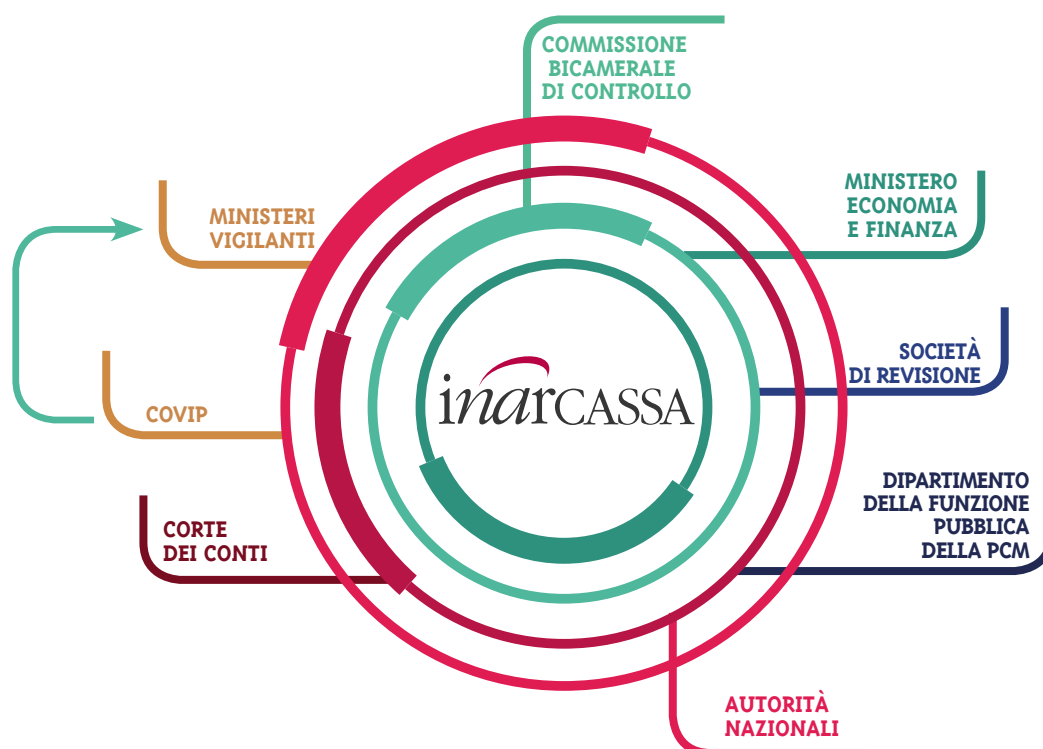 COMMISSIONE
BICAMERALE
DI CONTROLLO
MINISTERO
ECONOMIA
E FINANZA
MINISTERI
VIGILANTI
SOCIETÀ
DI REVISIONE
inarCASSA
COVIP
DIPARTIMENTO
DELLA FUNZIONE
PUBBLICA
DELLA PCM
CORTE
DEI CONTI
AUTORITÀ
NAZIONALI